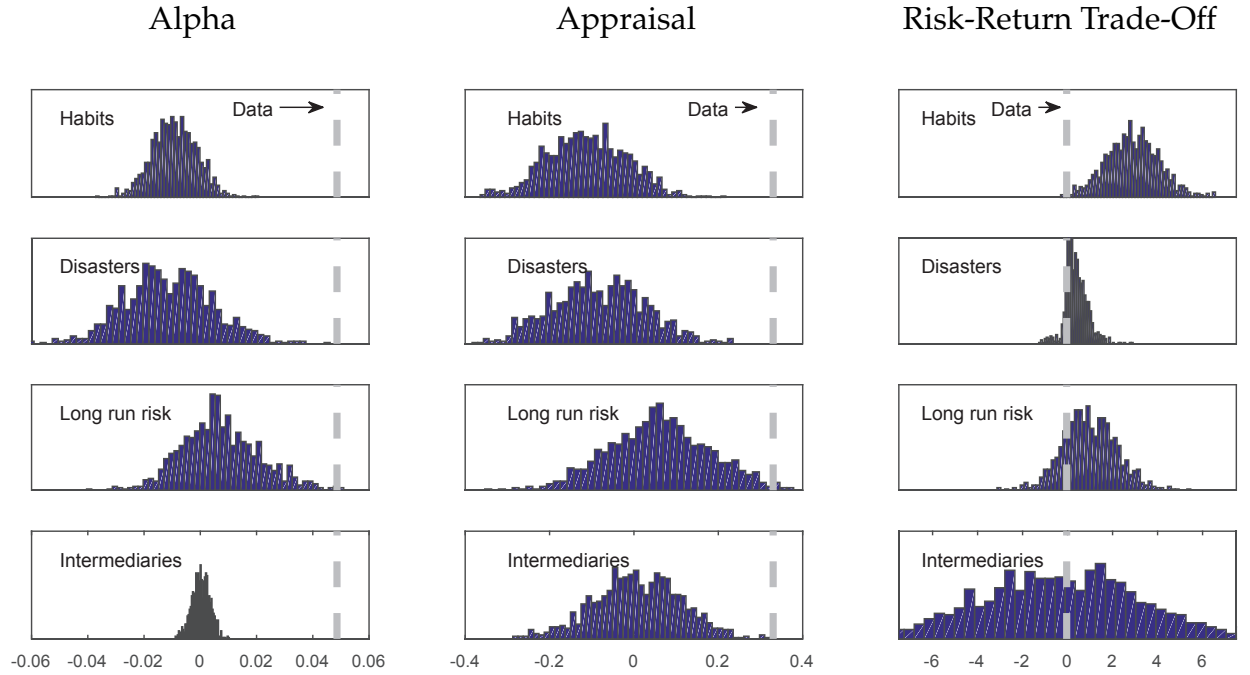 Alpha
Appraisal
Risk-Return Trade-Off
Habits
Data
Habits
Data
Habits
Data
Disasters
Disasters
Disasters
Long run risk
Long run risk
Long run risk
Intermediaries
Intermediaries
Intermediaries
-0.06 -0.04 -0.02 0 0.02 0.04 0.06
-0.4 -0.2 0 0.2 0.4
-6 -4 -2 0 2 4 6